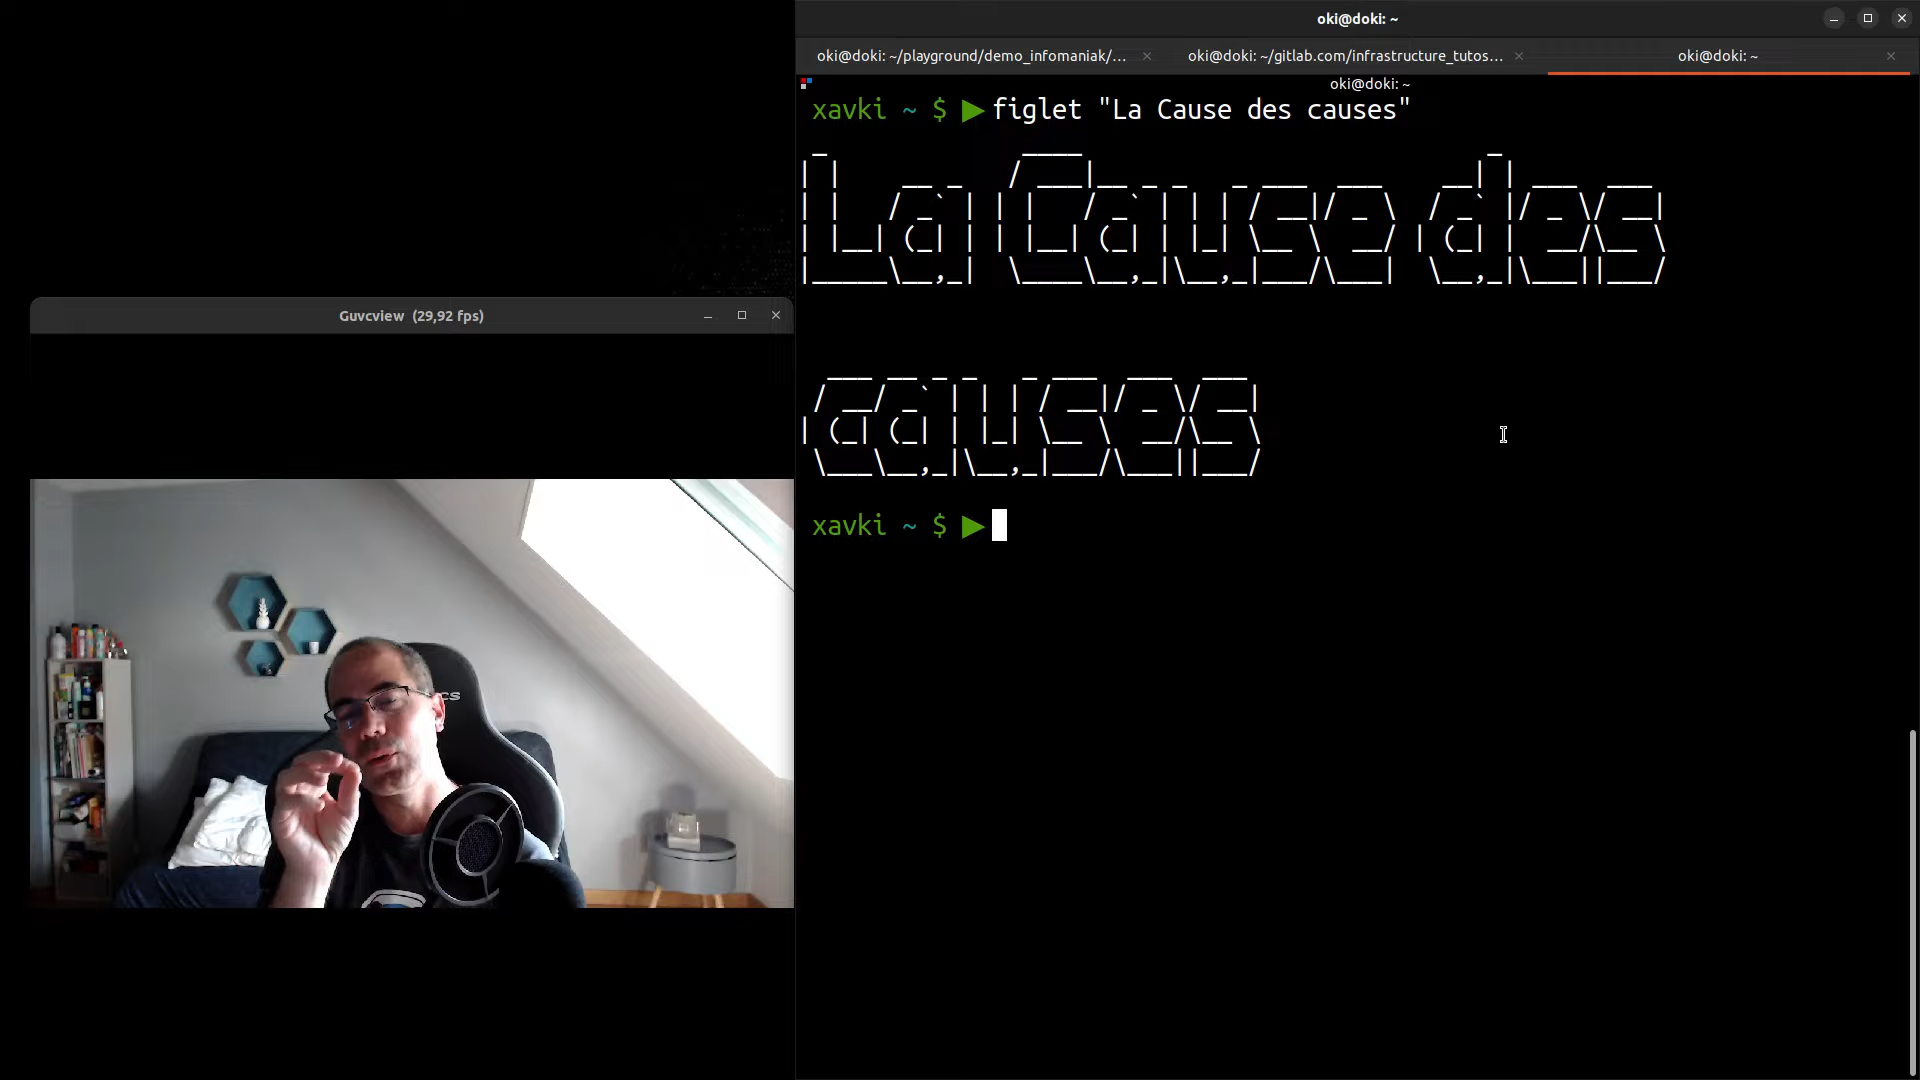 oki@doki: ~
oki@doki: ~/playground/demo_infomaniak/...
oki@doki: ~/gitlab.com/infrastructure_tutos...
oki@doki: ~
oki@doki: ~
xavki ~ $ ▶ figlet "La Cause des causes"
La Cause des
causes
xavki ~ $ ▶
Guvcview (29,92 fps)
cs